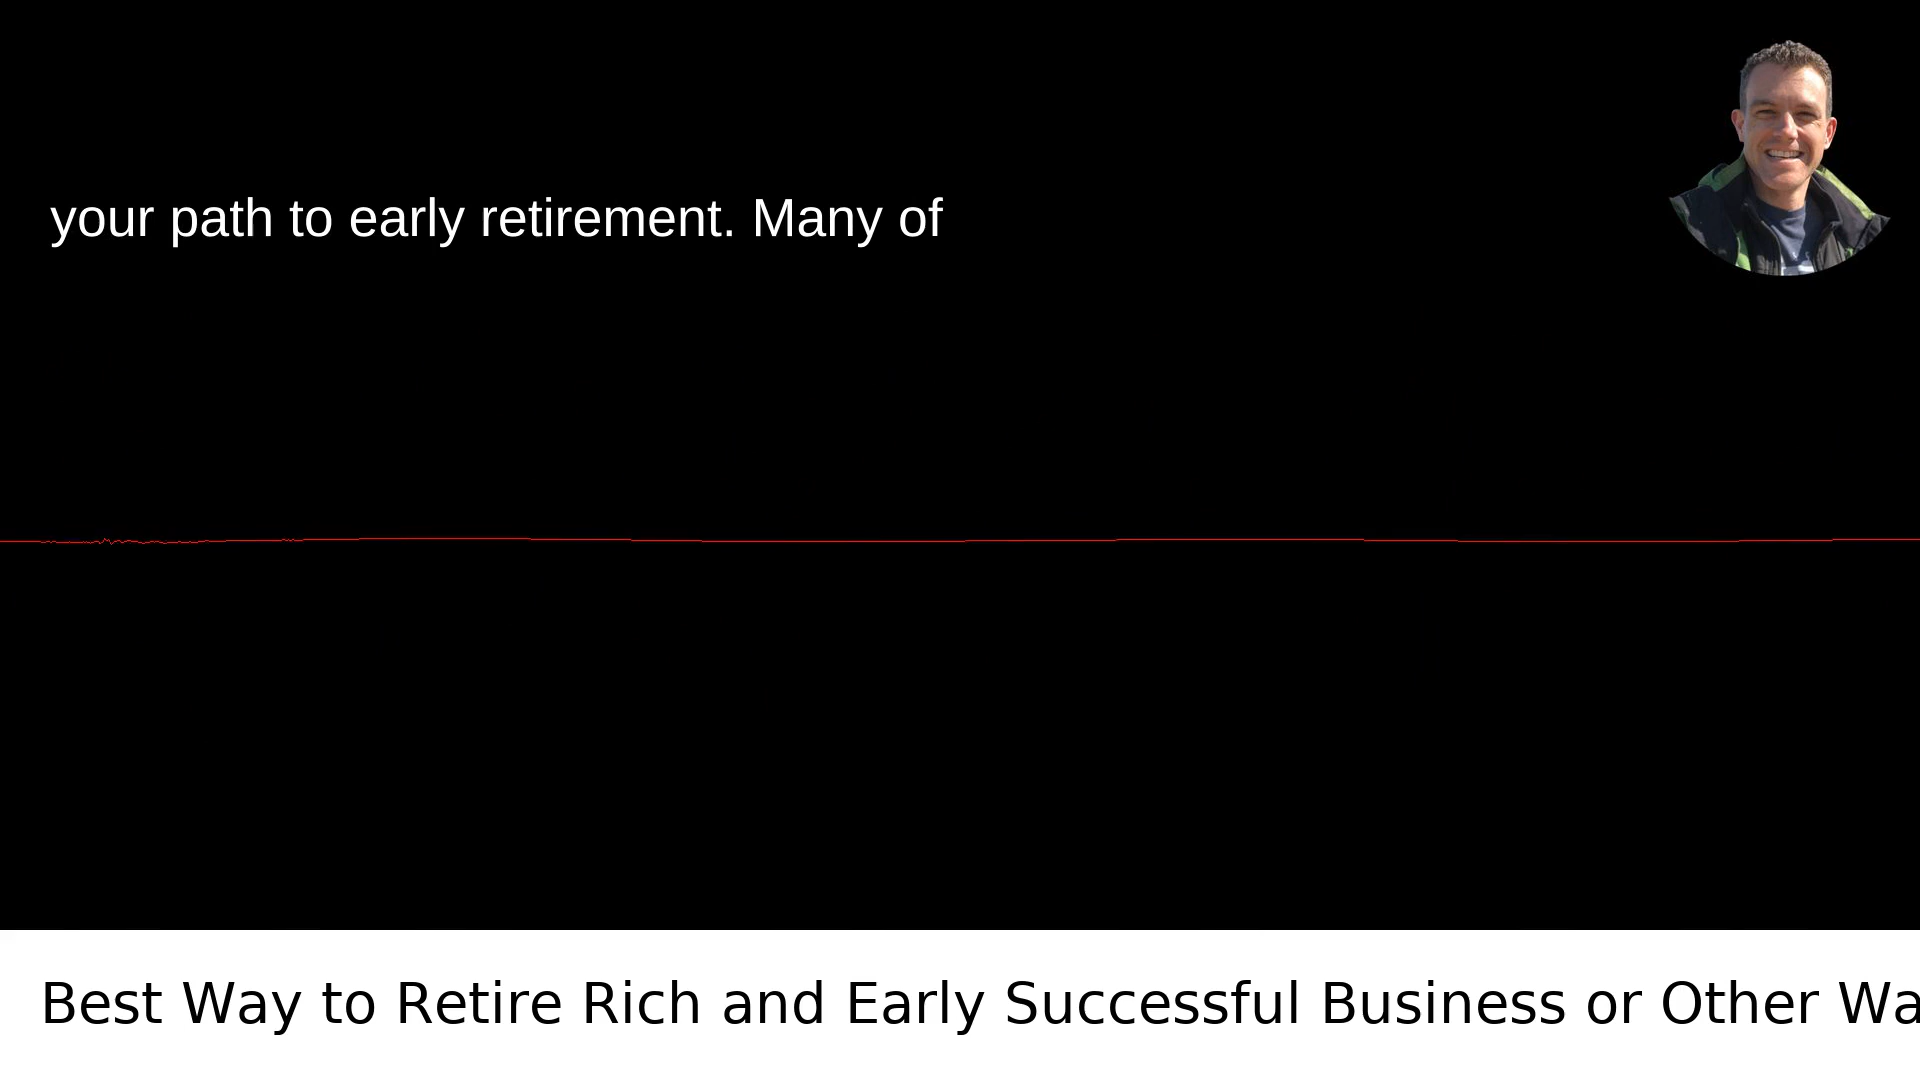 your path to early retirement. Many of
Best Way to Retire Rich and Early Successful Business or Other Wa